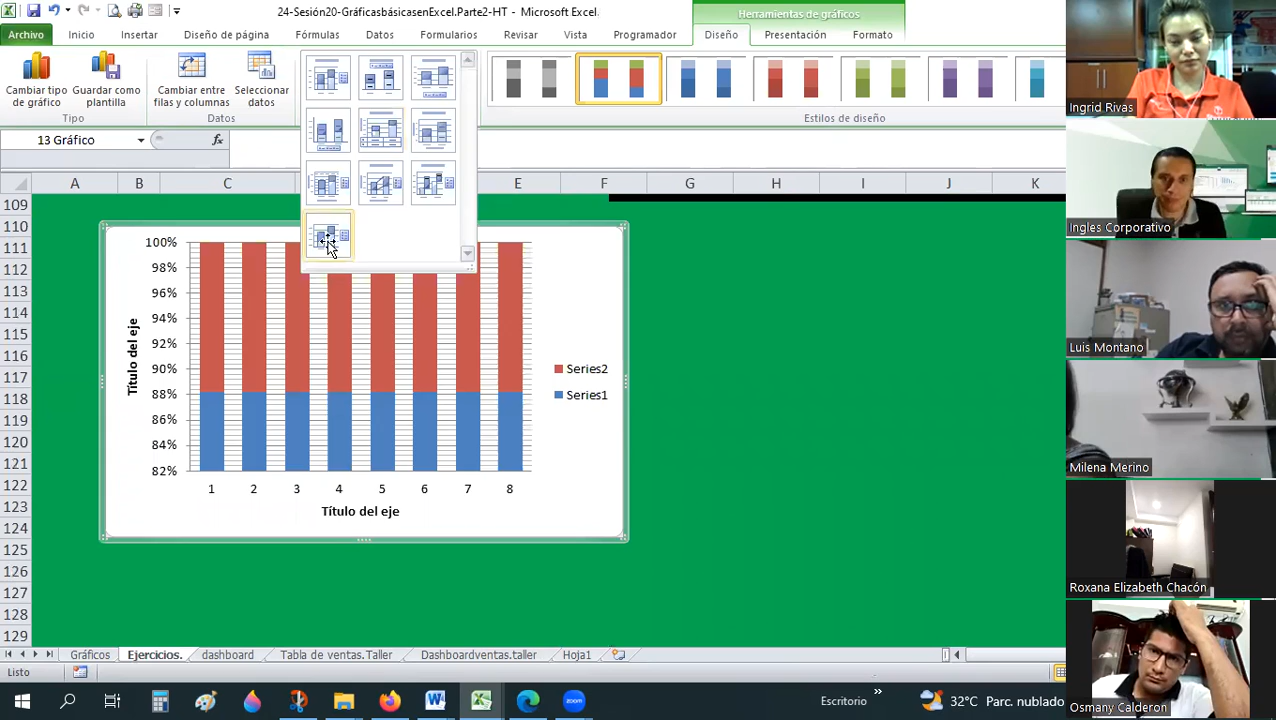 24-Sesión20-GráficasbásicasenExcel.Parte2-HT - Microsoft Excel
Herramientas de gráficos
Archivo Inicio Insertar Diseño de página Fórmulas Datos Formularios Revisar Vista Programador Diseño Presentación Formato
Cambiar tipo de gráfico
Guardar como plantilla
Cambiar entre columnas
Seleccionar datos
Tipo
Datos
Estilos de diseño
13 Gráfico
fx
A B C E F G H I K
109
110
111
112
113
114
115
116
117
118
119
120
121
122
123
124
125
126
127
128
129
100%
98%
96%
94%
92%
90%
88%
86%
84%
82%
Título del eje
1 2 3 4 5 6 7 8
Título del eje
Series2
Series1
Gráficos Ejercicios. dashboard Tabla de ventas.Taller Dashboardventas.taller Hoja1
Listo
Escritorio
»
32°C Parc. nublado
zoom
Ingrid Rivas
Ingles Corporativo
Luis Montano
Milena Merino
Roxana Elizabeth Chacón
Osmany Calderon